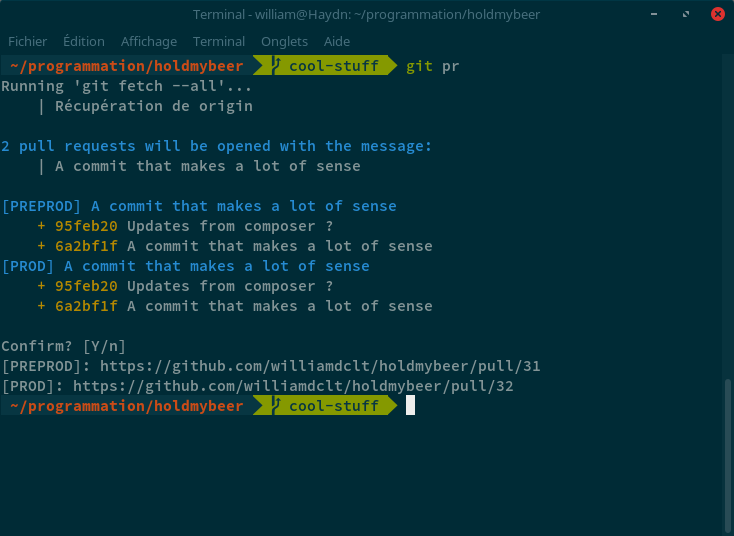 Terminal - william@Haydn: ~/programmation/holdmybeer
Fichier Édition Affichage Terminal Onglets Aide
~/programmation/holdmybeer cool-stuff git pr
Running 'git fetch --all'...
| Récupération de origin
2 pull requests will be opened with the message:
| A commit that makes a lot of sense
[PREPROD] A commit that makes a lot of sense
+ 95feb20 Updates from composer ?
+ 6a2bf1f A commit that makes a lot of sense
[PROD] A commit that makes a lot of sense
+ 95feb20 Updates from composer ?
+ 6a2bf1f A commit that makes a lot of sense
Confirm? [Y/n]
[PREPROD]: https://github.com/williamdclt/holdmybeer/pull/31
[PROD]: https://github.com/williamdclt/holdmybeer/pull/32
~/programmation/holdmybeer cool-stuff